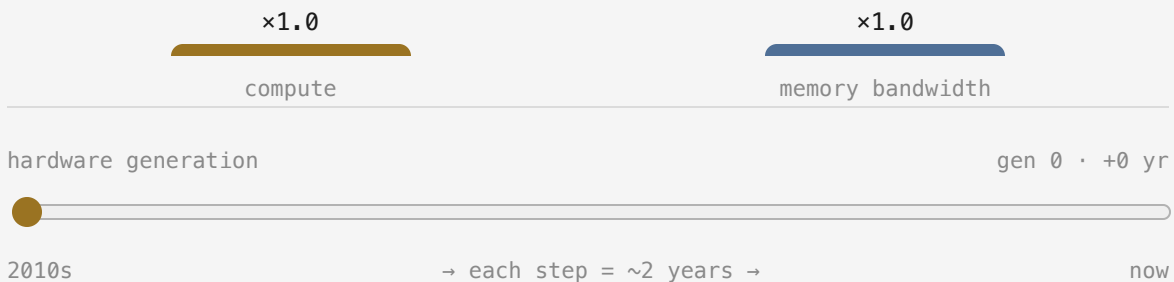 ×1.0 ×1.0
compute memory bandwidth
hardware generation gen 0 · +0 yr
2010s → each step = ~2 years → now